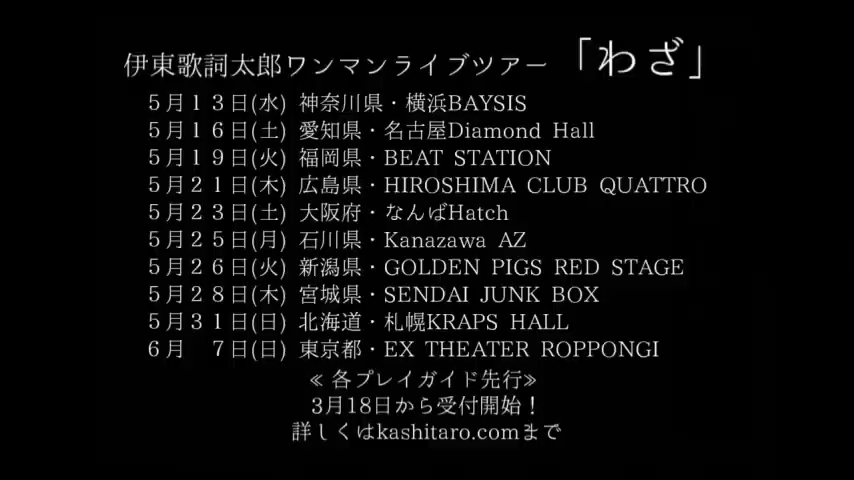 伊東歌詞太郎ワンマンライブツアー 「わざ」
５月１３日(水) 神奈川県・横浜BAYSIS
５月１６日(土) 愛知県・名古屋Diamond Hall
５月１９日(火) 福岡県・BEAT STATION
５月２１日(木) 広島県・HIROSHIMA CLUB QUATTRO
５月２３日(土) 大阪府・なんばHatch
５月２５日(月) 石川県・Kanazawa AZ
５月２６日(火) 新潟県・GOLDEN PIGS RED STAGE
５月２８日(木) 宮城県・SENDAI JUNK BOX
５月３１日(日) 北海道・札幌KRAPS HALL
６月　７日(日) 東京都・EX THEATER ROPPONGI
≪ 各プレイガイド先行≫
3月18日から受付開始！
詳しくはkashitaro.comまで